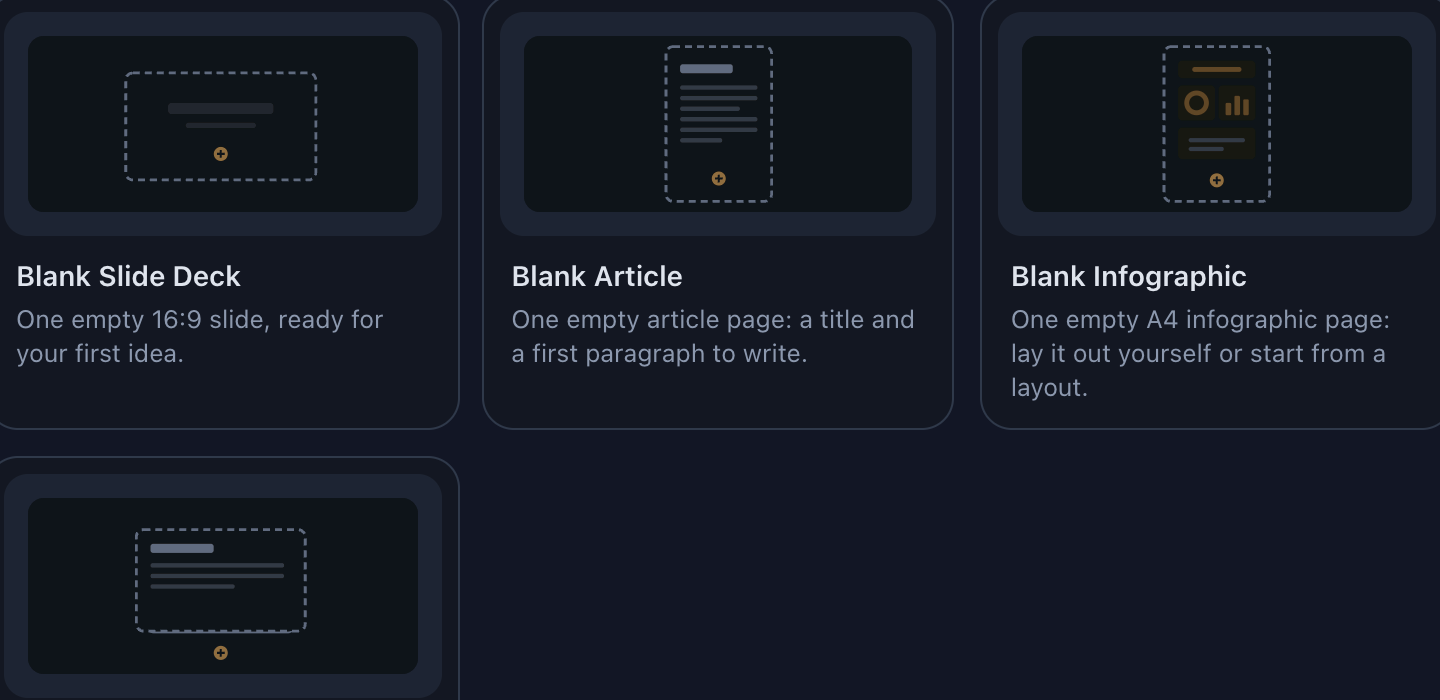 Blank Slide Deck
One empty 16:9 slide, ready for
your first idea.
Blank Article
One empty article page: a title and
a first paragraph to write.
Blank Infographic
One empty A4 infographic page:
lay it out yourself or start from a
layout.